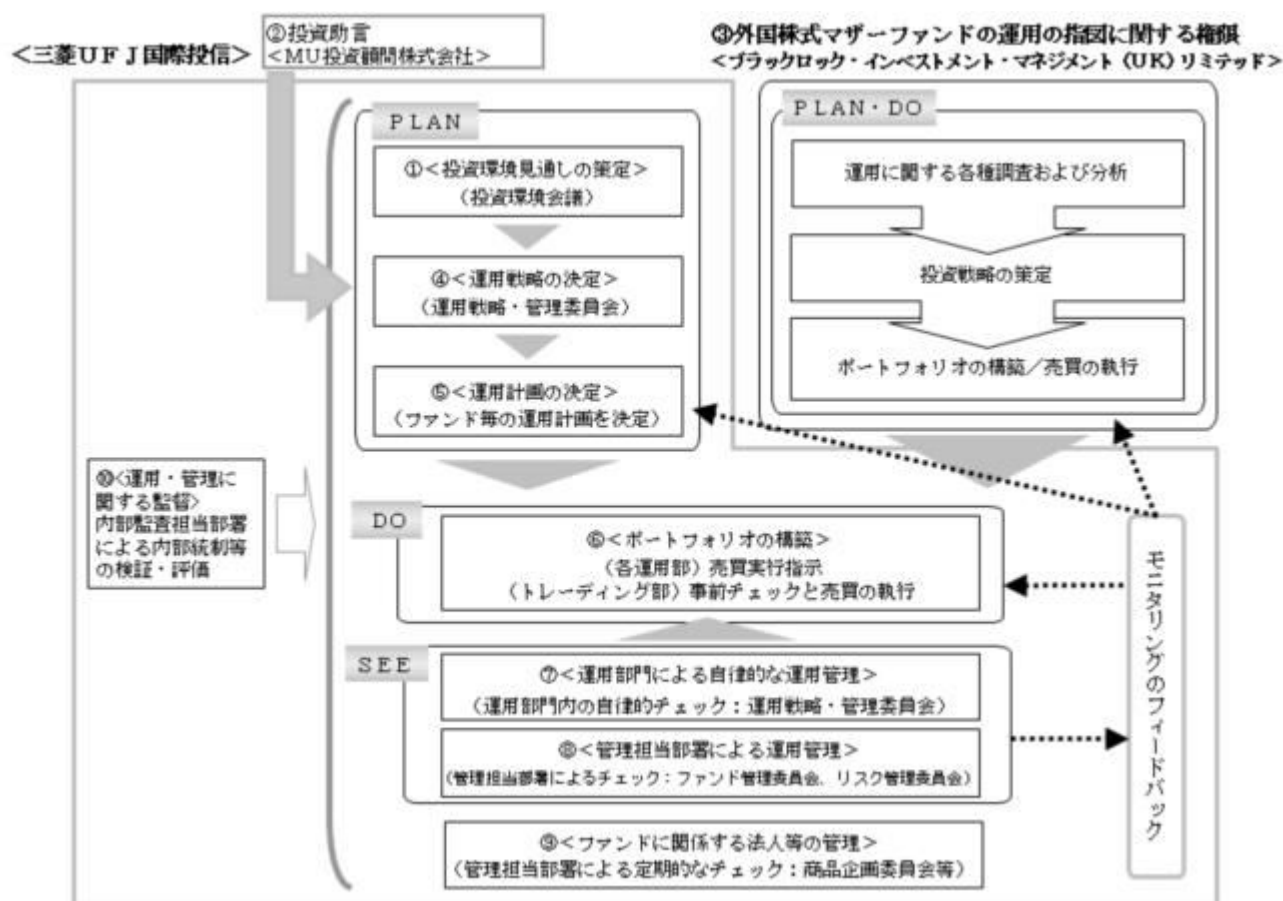 <三菱UFJ国際投信>
②投資助言
<MU投資顧問株式会社>
③外国株式マザーファンドの運用の指図に関する権限
<ブラックロック・インベストメント・マネジメント(UK)リミテッド>
PLAN
①<投資環境見通しの策定>
(投資環境会議)
④<運用戦略の決定>
(運用戦略・管理委員会)
⑤<運用計画の決定>
(ファンド毎の運用計画を決定)
PLAN・DO
運用に関する各種調査および分析
投資戦略の策定
ポートフォリオの構築/売買の執行
⑩<運用・管理に
関する監督>
内部監査担当部署
による内部統制等
の検証・評価
DO
⑥<ポートフォリオの構築>
(各運用部)売買実行指示
(トレーディング部)事前チェックと売買の執行
SEE
⑦<運用部門による自律的な運用管理>
(運用部門内の自律的チェック:運用戦略・管理委員会)
⑧<管理担当部署による運用管理>
(管理担当部署によるチェック:ファンド管理委員会、リスク管理委員会)
⑨<ファンドに関係する法人等の管理>
(管理担当部署による定期的なチェック:商品企画委員会等)
モニタリングのフィードバック